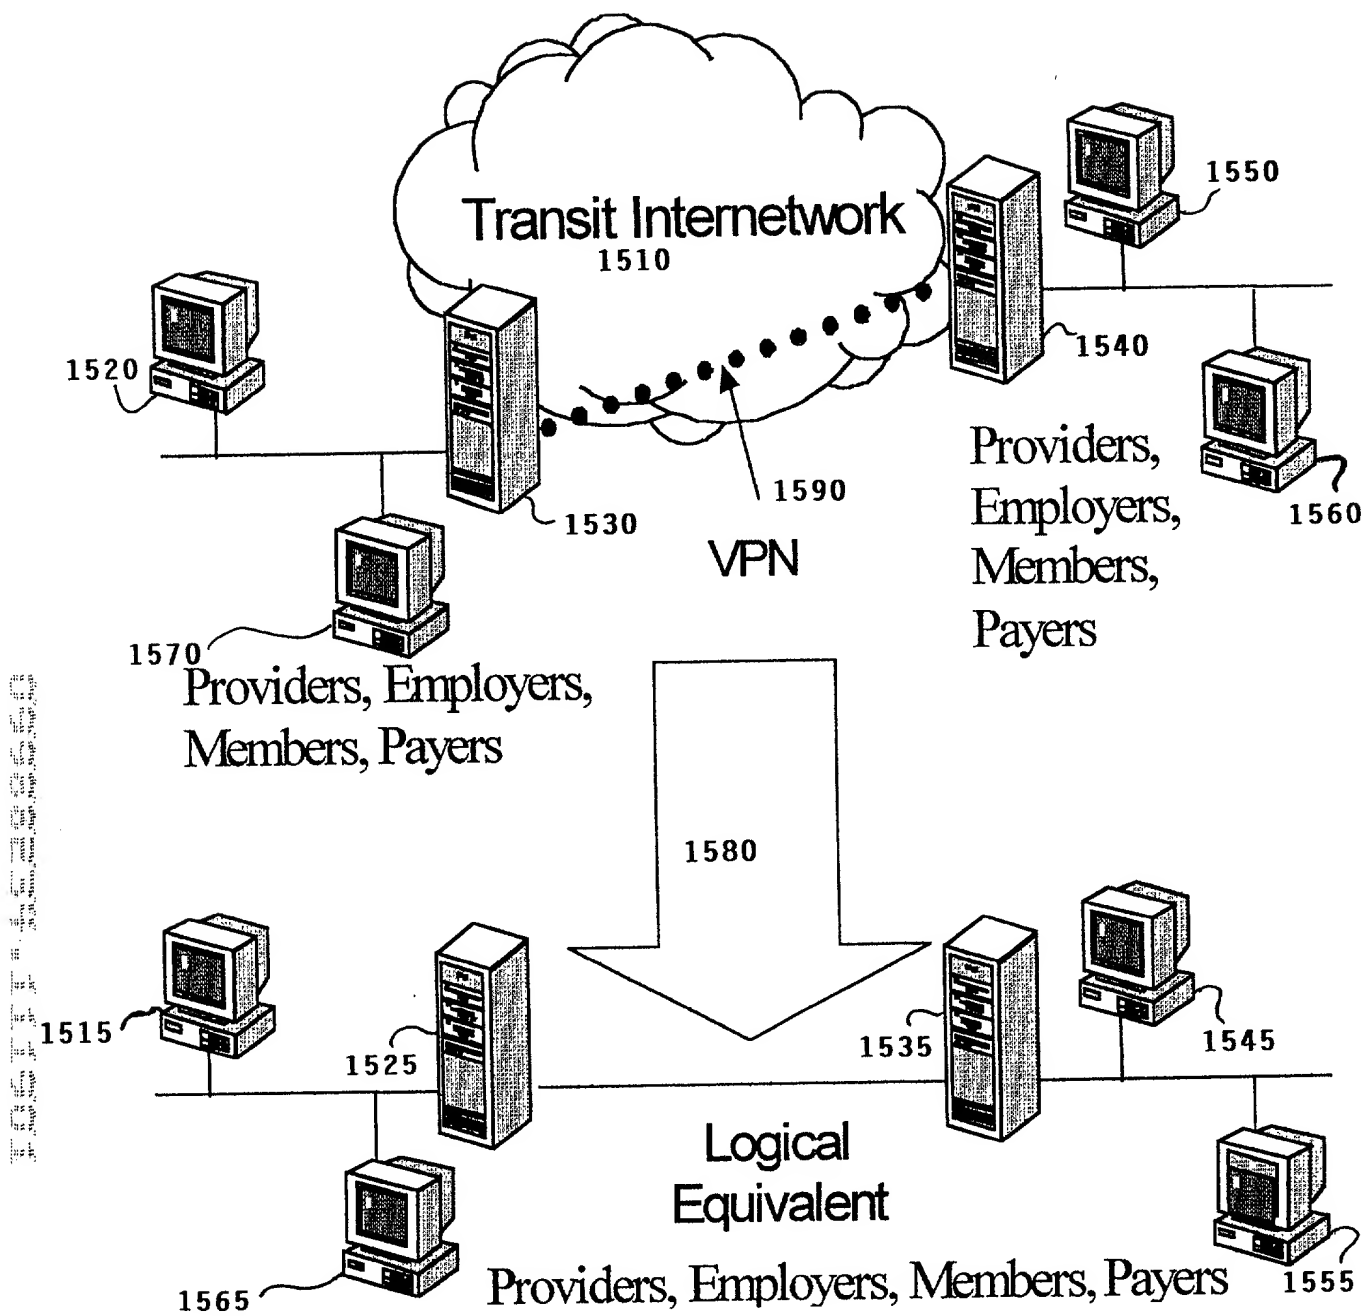 Transit Internetwork
1510
1550
1520
1540
1590
1530
VPN
Providers,
Employers,
Members,
Payers
1560
1570
Providers, Employers,
Members, Payers
1580
1515
1525
1535
1545
Logical
Equivalent
1565
Providers, Employers, Members, Payers
1555